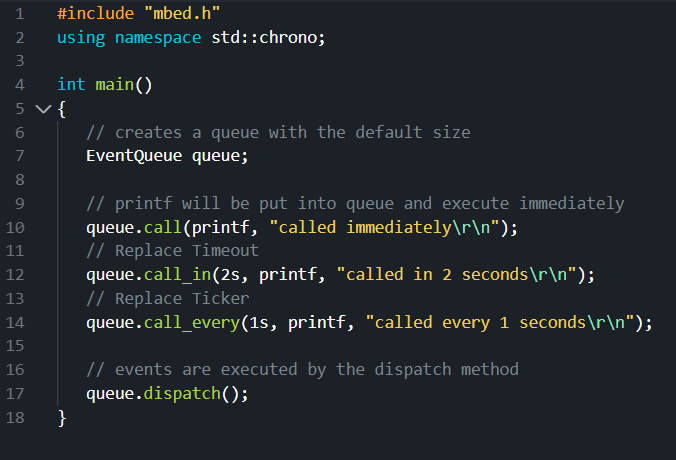 1 #include "mbed.h"
2 using namespace std::chrono;
3
4 int main()
5 {
6 // creates a queue with the default size
7 EventQueue queue;
8
9 // printf will be put into queue and execute immediately
10 queue.call(printf, "called immediately\r\n");
11 // Replace Timeout
12 queue.call_in(2s, printf, "called in 2 seconds\r\n");
13 // Replace Ticker
14 queue.call_every(1s, printf, "called every 1 seconds\r\n");
15
16 // events are executed by the dispatch method
17 queue.dispatch();
18 }